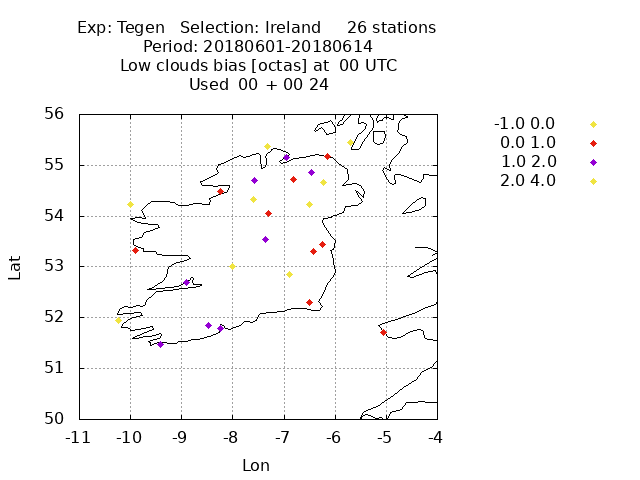 Exp: Tegen Selection: Ireland 26 stations
Period: 20180601-20180614
Low clouds bias [octas] at 00 UTC
Used 00 + 00 24
-1.0 0.0
0.0 1.0
1.0 2.0
2.0 4.0
56
55
54
53
52
51
50
Lat
-11 -10 -9 -8 -7 -6 -5 -4
Lon